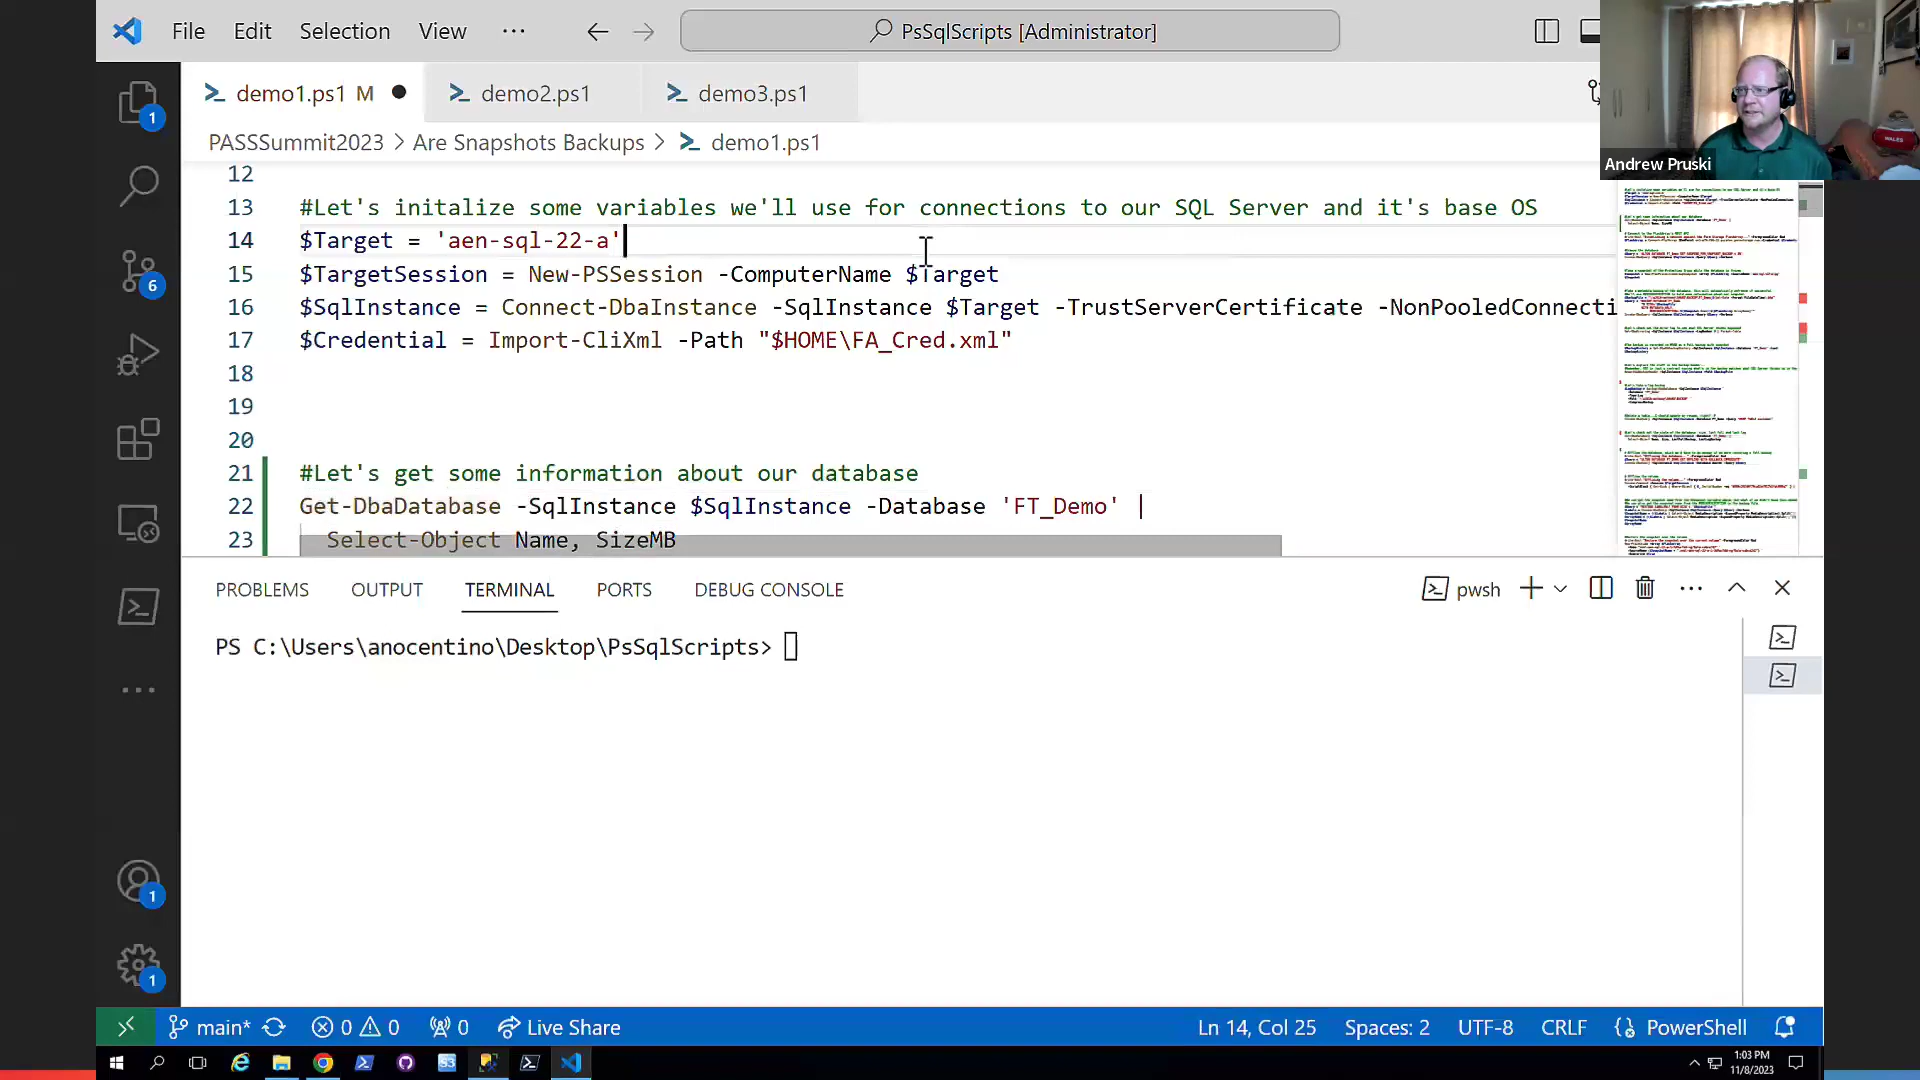 File Edit Selection View ··· PsSqlScripts [Administrator]
demo1.ps1 M demo2.ps1 demo3.ps1
PASSSummit2023 > Are Snapshots Backups > demo1.ps1
Andrew Pruski
WALES
12
13 #Let's initalize some variables we'll use for connections to our SQL Server and it's base OS
14 $Target = 'aen-sql-22-a'
15 $TargetSession = New-PSSession -ComputerName $Target
16 $SqlInstance = Connect-DbaInstance -SqlInstance $Target -TrustServerCertificate -NonPooledConnecti
17 $Credential = Import-CliXml -Path "$HOME\FA_Cred.xml"
18
19
20
21 #Let's get some information about our database
22 Get-DbaDatabase -SqlInstance $SqlInstance -Database 'FT_Demo' |
23 Select-Object Name, SizeMB
1
6
1
1
PROBLEMS OUTPUT TERMINAL PORTS DEBUG CONSOLE pwsh
PS C:\Users\anocentino\Desktop\PsSqlScripts>
main* 0 0 0 Live Share Ln 14, Col 25 Spaces: 2 UTF-8 CRLF PowerShell
1:03 PM
11/8/2023